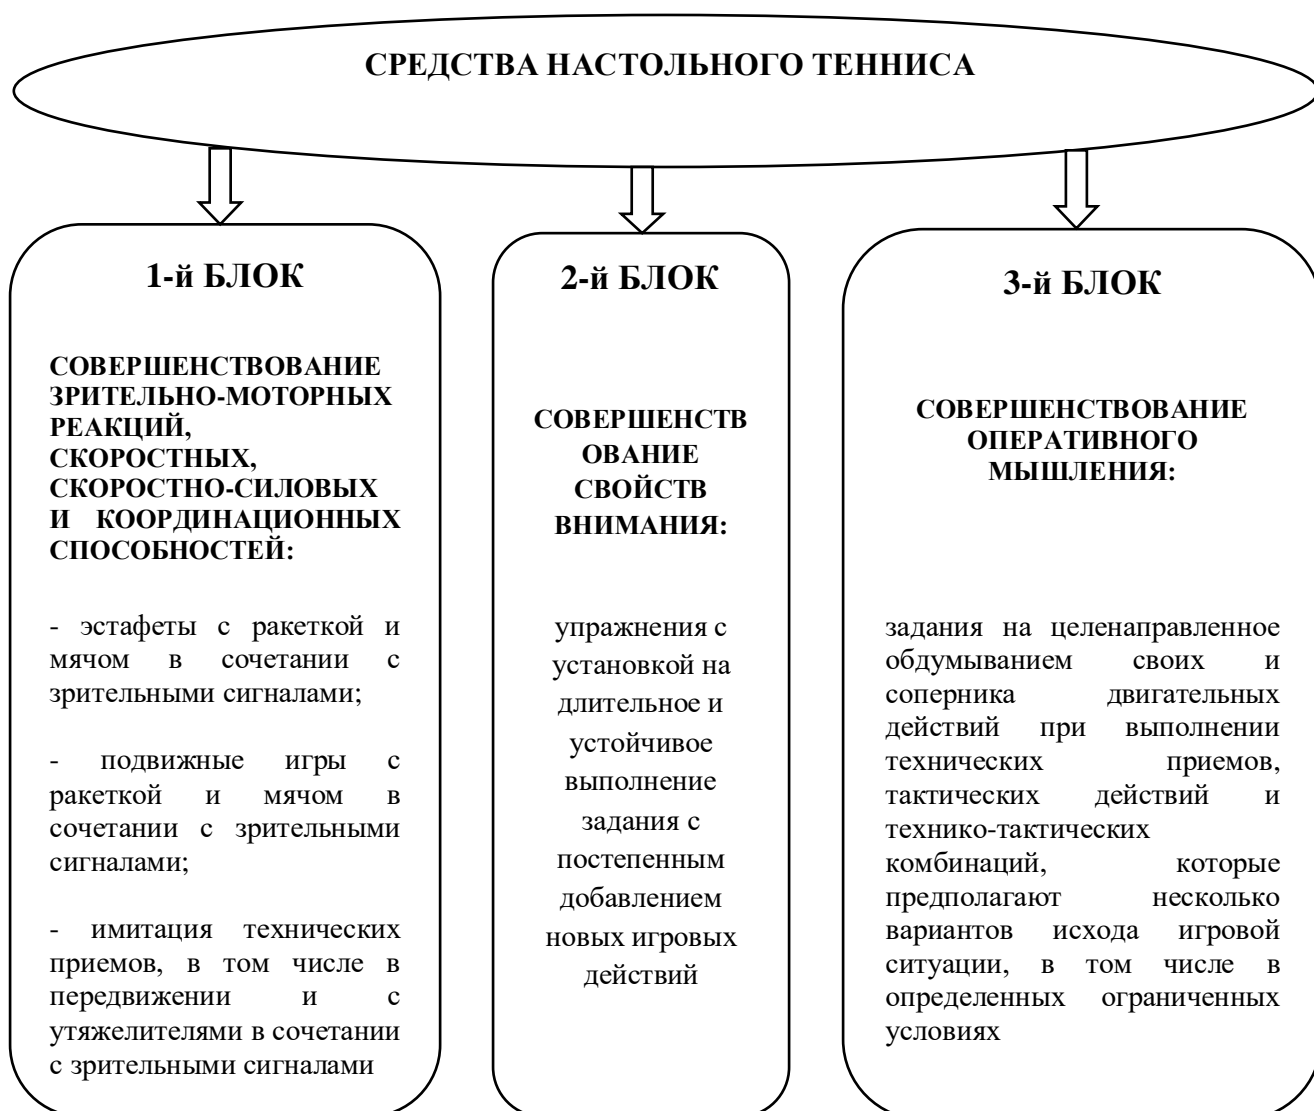 СРЕДСТВА НАСТОЛЬНОГО ТЕННИСА
1-й БЛОК
СОВЕРШЕНСТВОВАНИЕ
ЗРИТЕЛЬНО-МОТОРНЫХ
РЕАКЦИЙ,
СКОРОСТНЫХ,
СКОРОСТНО-СИЛОВЫХ
И КООРДИНАЦИОННЫХ
СПОСОБНОСТЕЙ:
- эстафеты с ракеткой и
мячом в сочетании с
зрительными сигналами;
- подвижные игры с
ракеткой и мячом в
сочетании с зрительными
сигналами;
- имитация технических
приемов, в том числе в
передвижении и с
утяжелителями в сочетании
с зрительными сигналами
2-й БЛОК
СОВЕРШЕНСТВ
ОВАНИЕ
СВОЙСТВ
ВНИМАНИЯ:
упражнения с
установкой на
длительное и
устойчивое
выполнение
задания с
постепенным
добавлением
новых игровых
действий
3-й БЛОК
СОВЕРШЕНСТВОВАНИЕ
ОПЕРАТИВНОГО
МЫШЛЕНИЯ:
задания на целенаправленное
обдумыванием своих и
соперника двигательных
действий при выполнении
технических приемов,
тактических действий и
технико-тактических
комбинаций, которые
предполагают несколько
вариантов исхода игровой
ситуации, в том числе в
определенных ограниченных
условиях